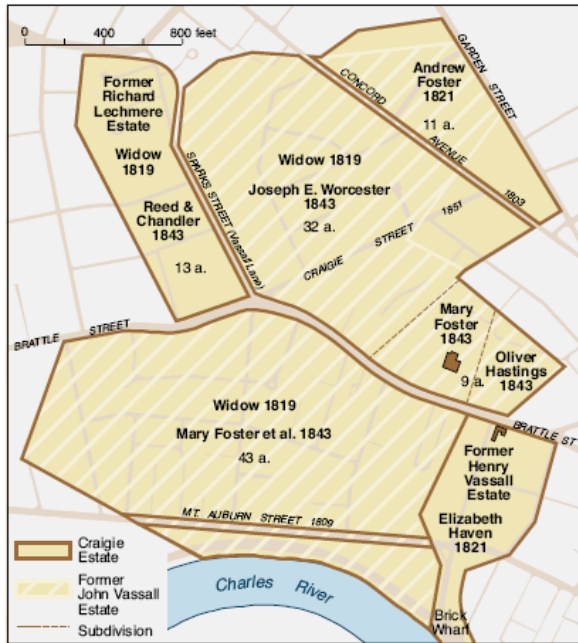 0 400 800 feet
Former
Richard
Lechmere
Estate
Widow
1819
Reed &
Chandler
1843
13 a.
SPARKS STREET (Vassall Lane)
Widow 1819
Joseph E. Worcester
1843
32 a.
CRAIGIE STREET 1851
Andrew
Foster
1821
11 a.
GARDEN STREET
CONCORD AVENUE 1803
BRATTLE STREET
Mary
Foster
1843
9 a.
Oliver
Hastings
1843
BRATTLE ST
Widow 1819
Mary Foster et al. 1843
43 a.
Former
Henry
Vassall
Estate
Elizabeth
Haven
1821
MT. AUBURN STREET 1809
Charles River
Brick
Wharf
Craigie
Estate
Former
John Vassall
Estate
Subdivision